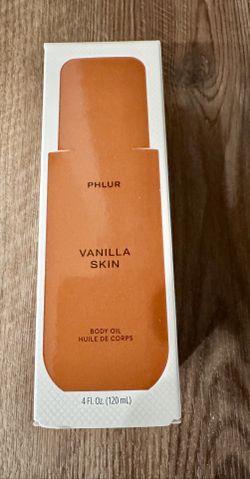 PHLUR
VANILLA
SKIN
BODY OIL
HUILE DE CORPS
4 Fl. Oz. (120 mL)